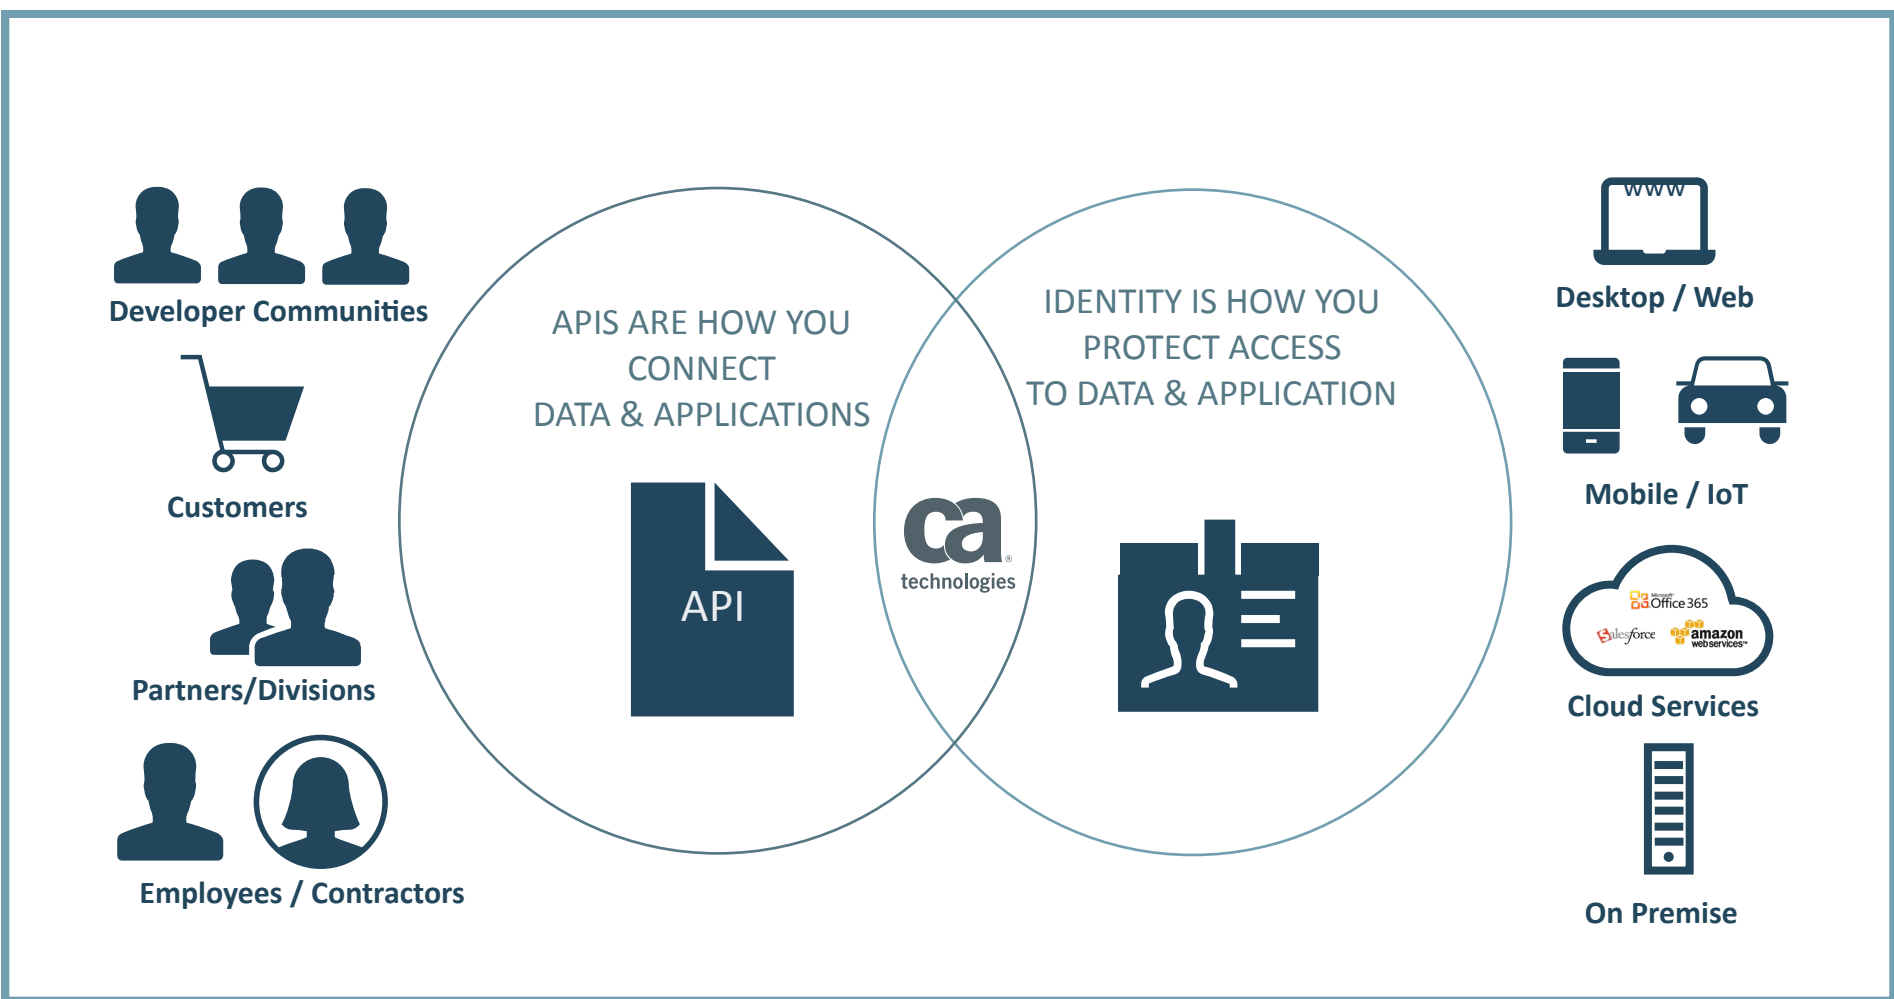 Developer Communities
Customers
Partners/Divisions
Employees / Contractors
APIS ARE HOW YOU
CONNECT
DATA & APPLICATIONS
API
ca
®
technologies
IDENTITY IS HOW YOU
PROTECT ACCESS
TO DATA & APPLICATION
WWW
Desktop / Web
Mobile / IoT
Microsoft
Office 365
salesforce
amazon
webservices™
Cloud Services
On Premise